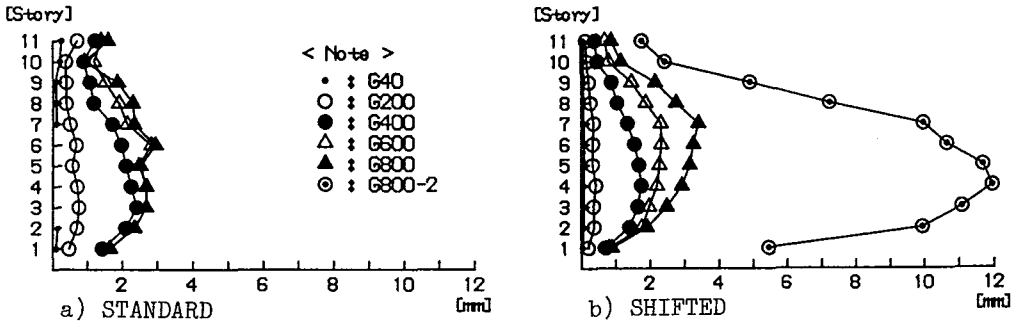 [Story]
11
10
9
8
7
6
5
4
3
2
1
2 4 6 8 10 12
[mm]
a) STANDARD
< Note >
• : G40
○ : G200
● : G400
△ : G600
▲ : G800
⊙ : G800-2
[Story]
11
10
9
8
7
6
5
4
3
2
1
2 4 6 8 10 12
[mm]
b) SHIFTED